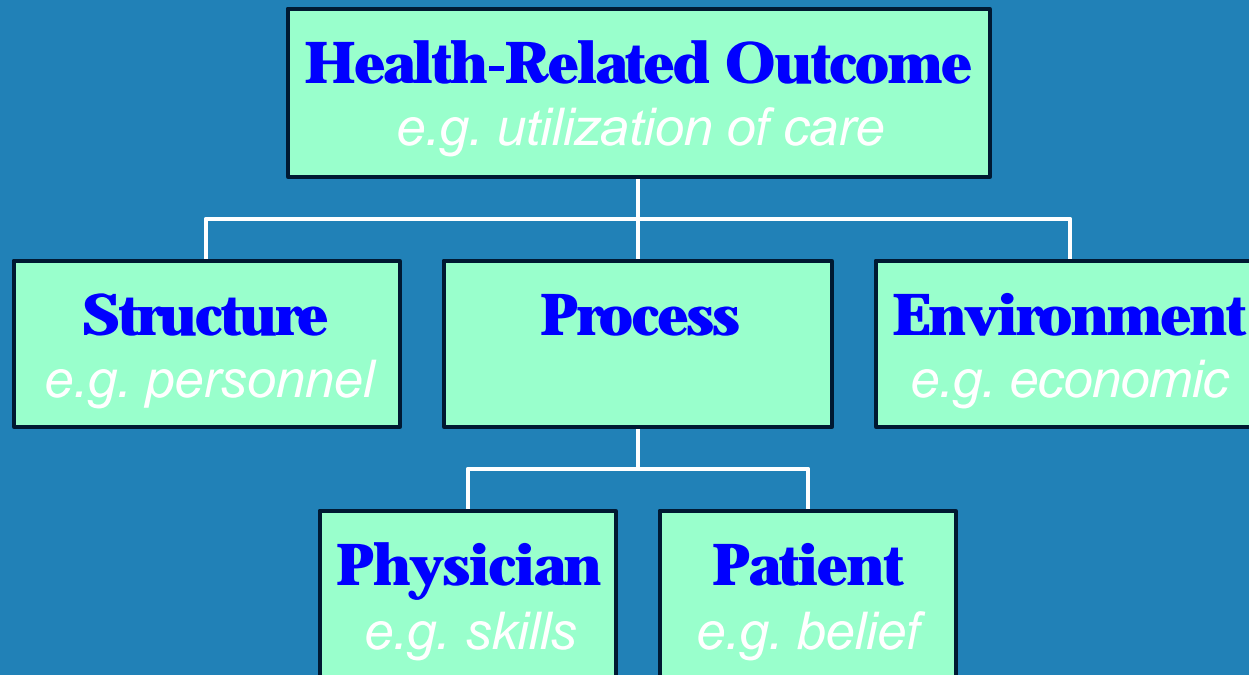 Health-Related Outcome
e.g. utilization of care
Structure
e.g. personnel
Process
Environment
e.g. economic
Physician
e.g. skills
Patient
e.g. belief